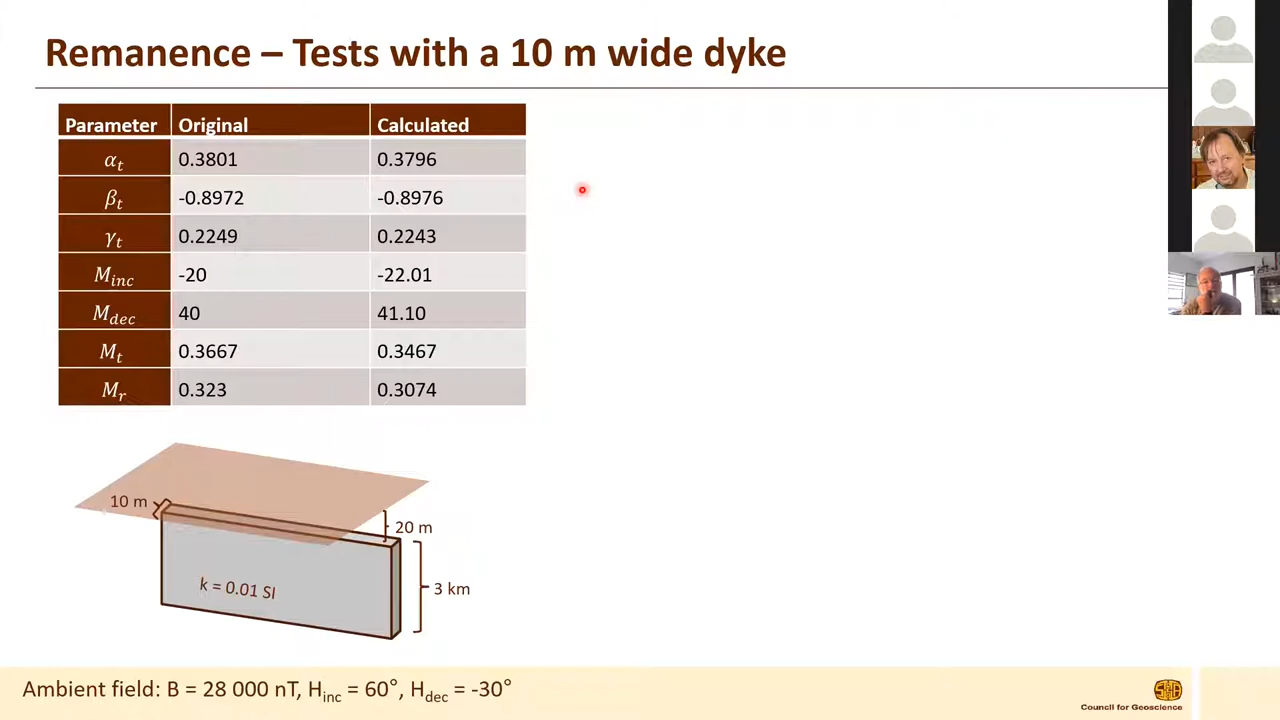 Remanence – Tests with a 10 m wide dyke
Parameter Original Calculated
αt 0.3801 0.3796
βt -0.8972 -0.8976
γt 0.2249 0.2243
Minc -20 -22.01
Mdec 40 41.10
Mt 0.3667 0.3467
Mr 0.323 0.3074
10 m
20 m
k = 0.01 SI
3 km
Ambient field: B = 28 000 nT, Hinc = 60°, Hdec = -30°
Council for Geoscience